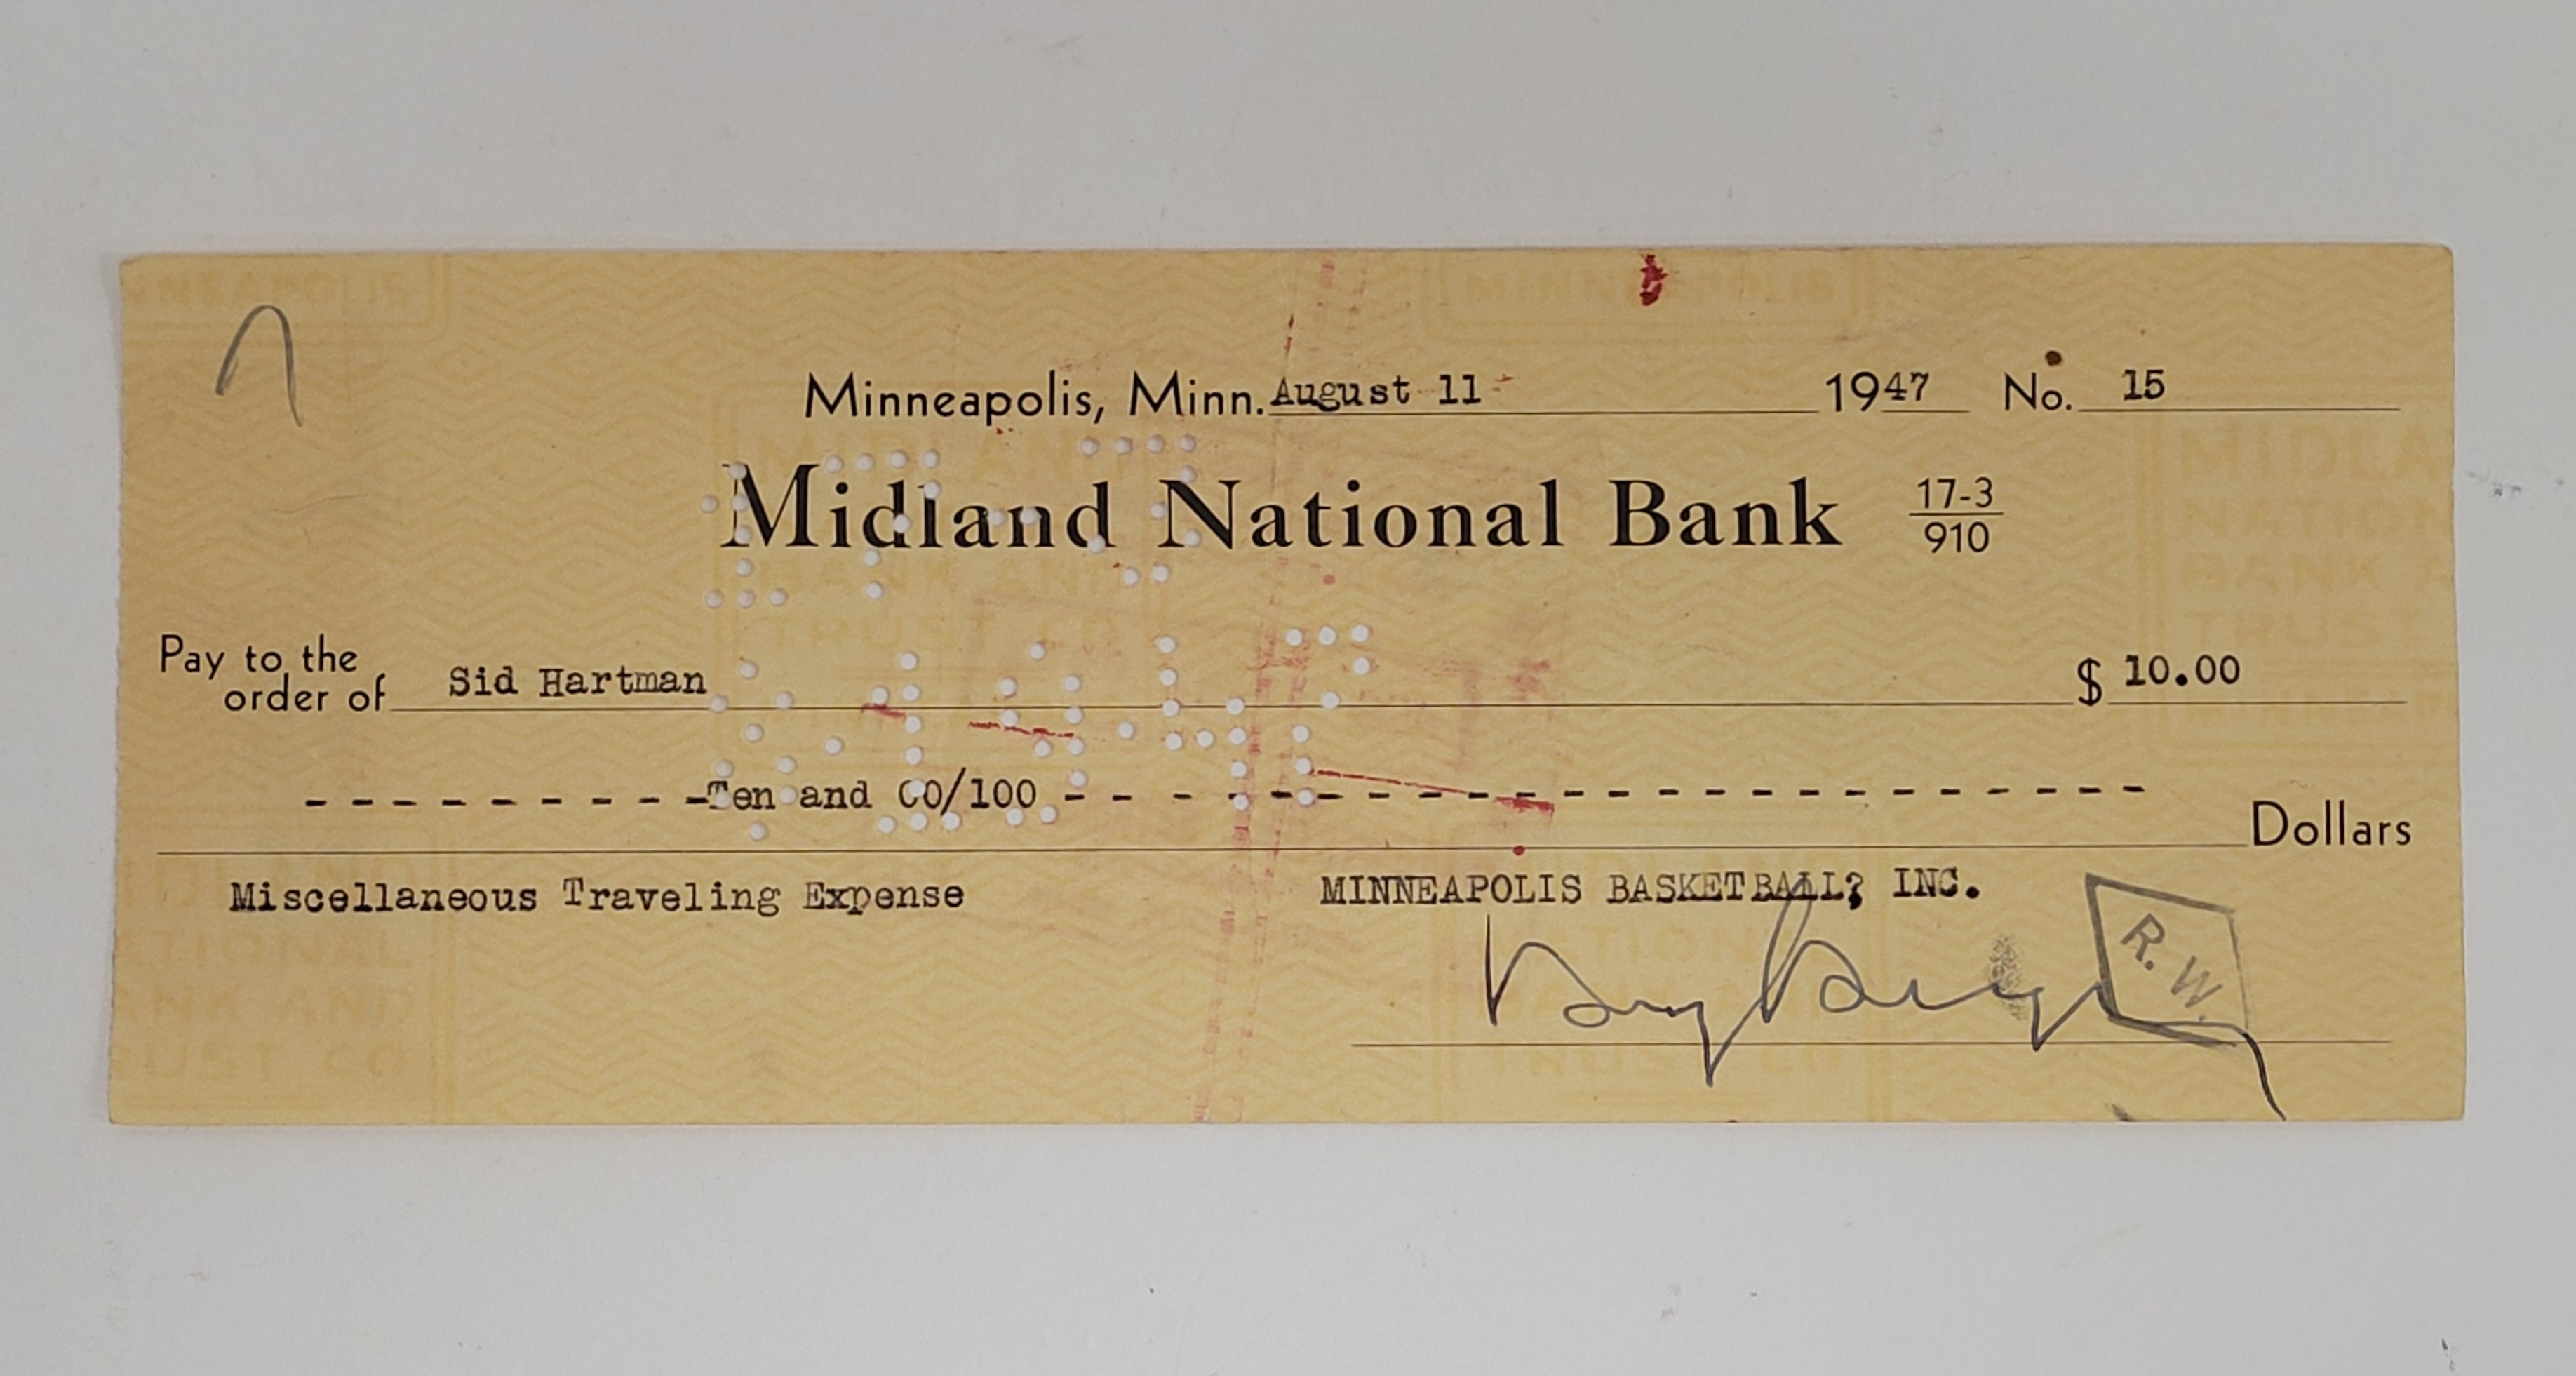 Minneapolis, Minn. August 11 1947 No. 15
Midland National Bank 17-3/910
Pay to the order of Sid Hartman $ 10.00
----------Ten and 00/100------------------------ Dollars
Miscellaneous Traveling Expense
MINNEAPOLIS BASKETBALL? INC.
R. W.